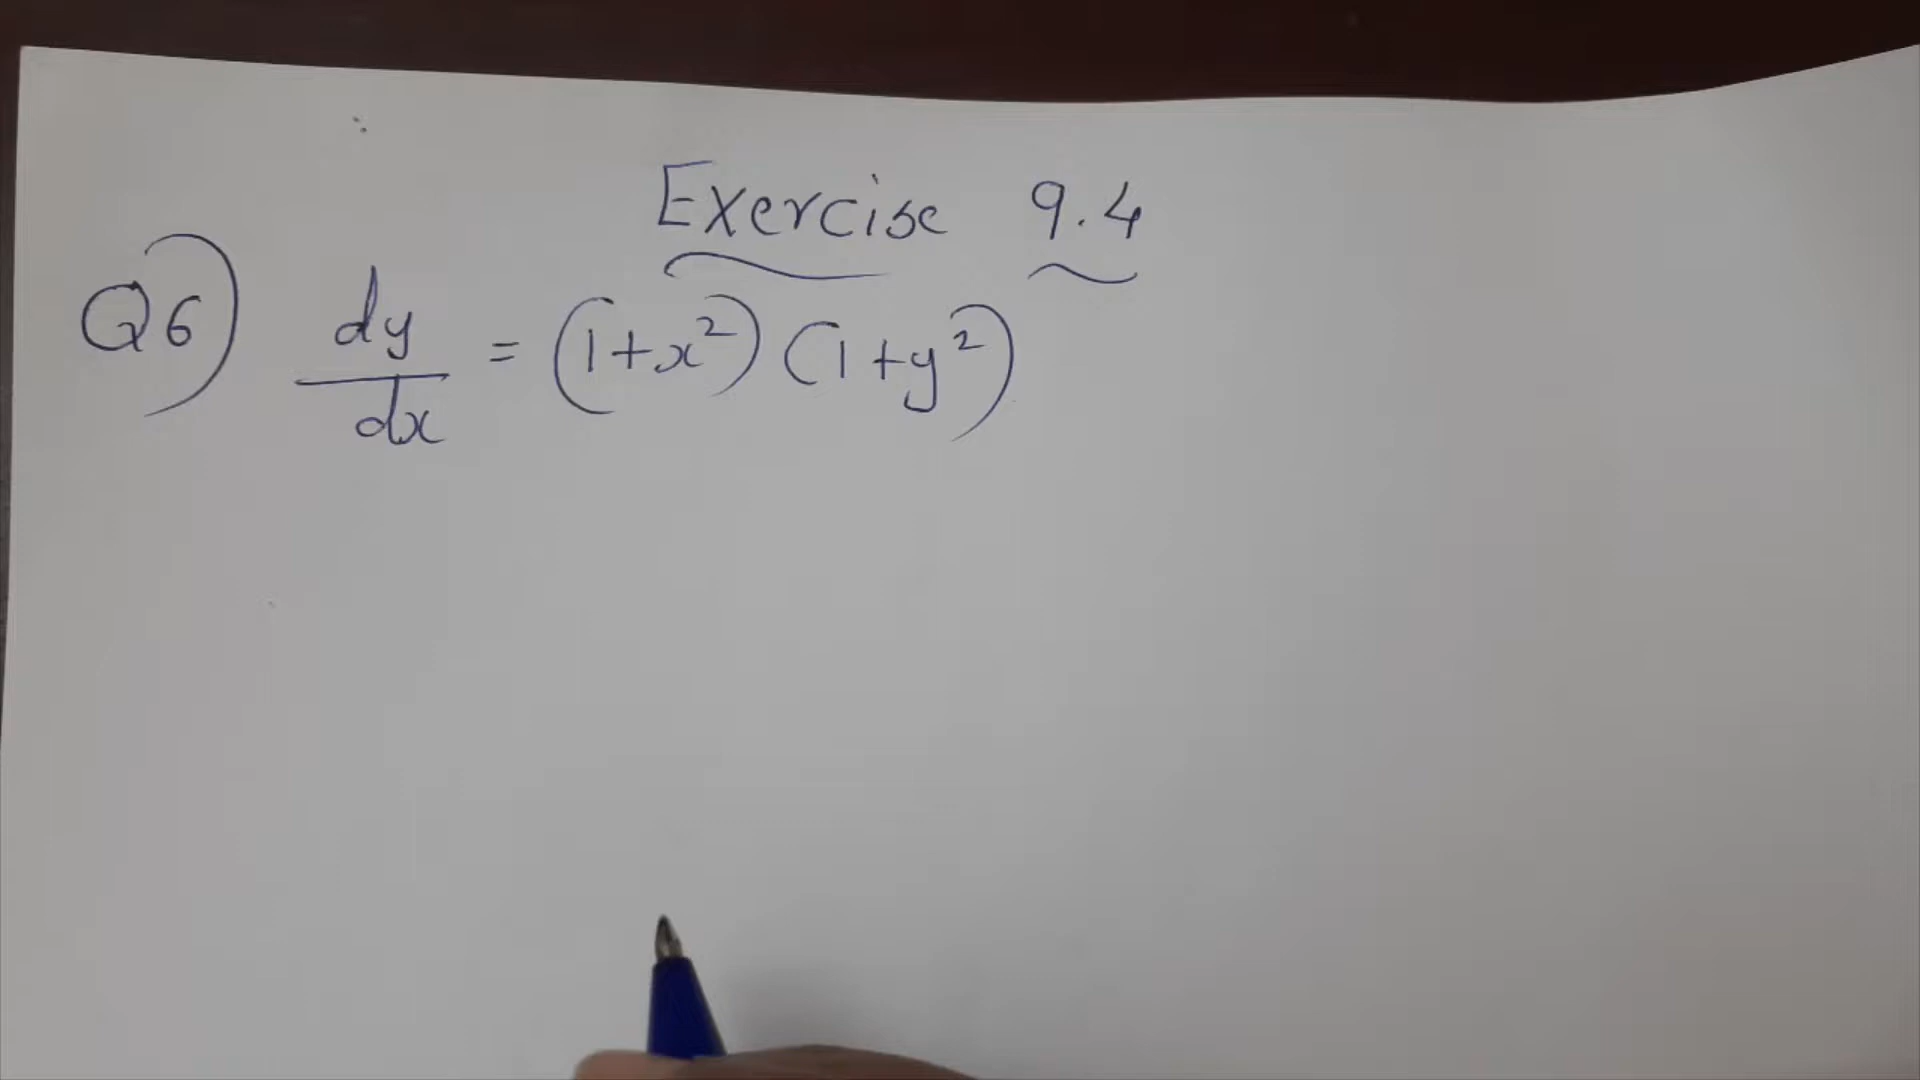 Exercise 9.4
Q6) dy/dx = (1+x²) (1+y²)